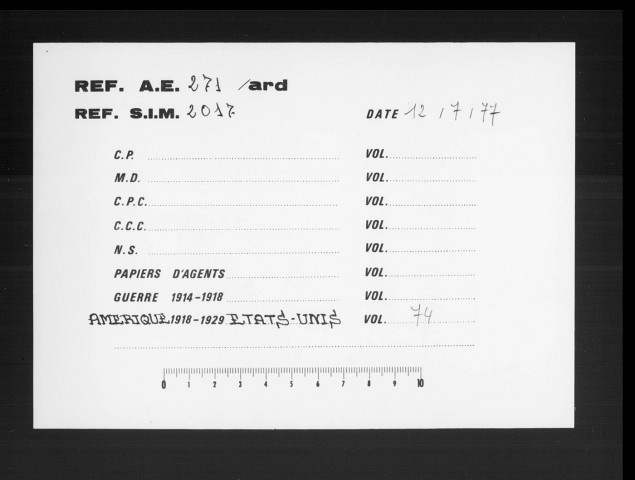 REF. A.E. 271 /ard
REF. S.I.M. 2017 DATE 12 / 7 / 77
C.P. VOL.
M.D. VOL.
C.P.C. VOL.
C.C.C. VOL.
N.S. VOL.
PAPIERS D'AGENTS VOL.
GUERRE 1914-1918 VOL.
AMERIQUE 1918-1929 ETATS-UNIS VOL. 74
0 1 2 3 4 5 6 7 8 9 10